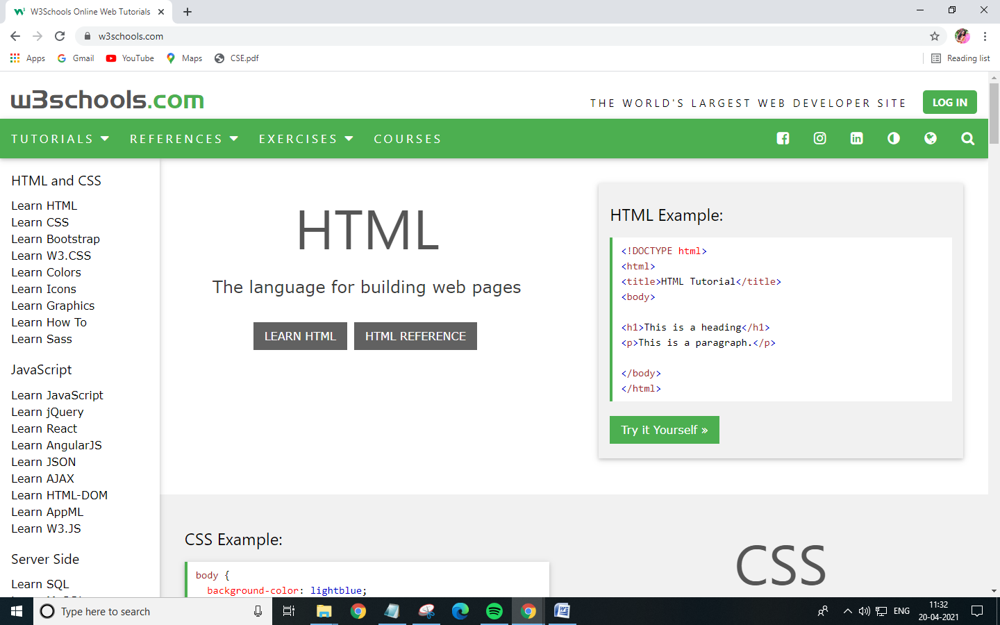 W3Schools Online Web Tutorials
w3schools.com
Apps Gmail YouTube Maps CSE.pdf Reading list
w3schools.com
THE WORLD'S LARGEST WEB DEVELOPER SITE
LOG IN
TUTORIALS REFERENCES EXERCISES COURSES
HTML and CSS
Learn HTML
Learn CSS
Learn Bootstrap
Learn W3.CSS
Learn Colors
Learn Icons
Learn Graphics
Learn How To
Learn Sass
JavaScript
Learn JavaScript
Learn jQuery
Learn React
Learn AngularJS
Learn JSON
Learn AJAX
Learn HTML-DOM
Learn AppML
Learn W3.JS
Server Side
Learn SQL
HTML
The language for building web pages
LEARN HTML HTML REFERENCE
HTML Example:
<!DOCTYPE html>
<html>
<title>HTML Tutorial</title>
<body>
<h1>This is a heading</h1>
<p>This is a paragraph.</p>
</body>
</html>
Try it Yourself »
CSS Example:
body {
background-color: lightblue;
CSS
Type here to search
ENG
11:32
20-04-2021